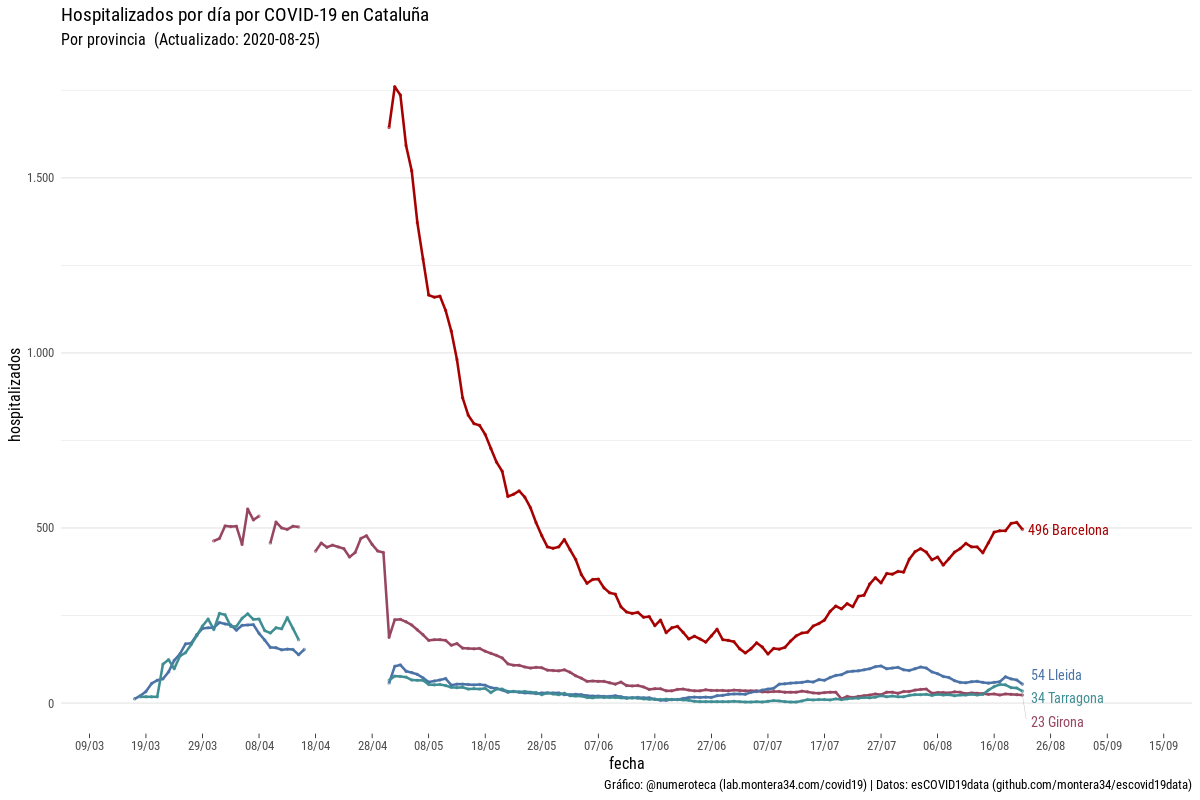 Hospitalizados por día por COVID-19 en Cataluña
Por provincia (Actualizado: 2020-08-25)
hospitalizados
1.500
1.000
500
0
496 Barcelona
54 Lleida
34 Tarragona
23 Girona
09/03 19/03 29/03 08/04 18/04 28/04 08/05 18/05 28/05 07/06 17/06 27/06 07/07 17/07 27/07 06/08 16/08 26/08 05/09 15/09
fecha
Gráfico: @numeroteca (lab.montera34.com/covid19) | Datos: esCOVID19data (github.com/montera34/escovid19data)